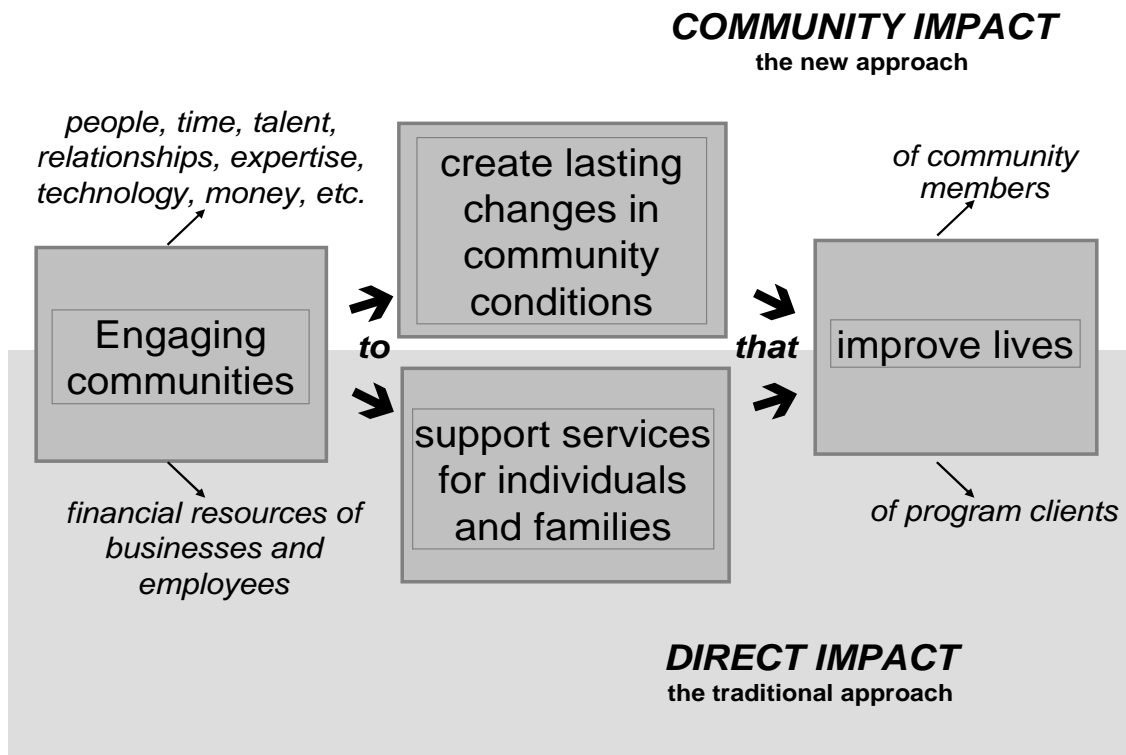 COMMUNITY IMPACT
the new approach
people, time, talent,
relationships, expertise,
technology, money, etc.
create lasting
changes in
community
conditions
of community
members
Engaging
communities
to
that
improve lives
support services
for individuals
and families
financial resources of
businesses and
employees
of program clients
DIRECT IMPACT
the traditional approach